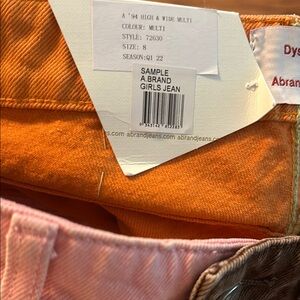 A '94 HIGH & WIDE MULTI
COLOUR: MULTI
STYLE: 72630
SIZE: 8
SEASON:Q1 22
SAMPLE
A.BRAND
GIRLS JEAN
s.com abrandjeans.c
Dys
Abran